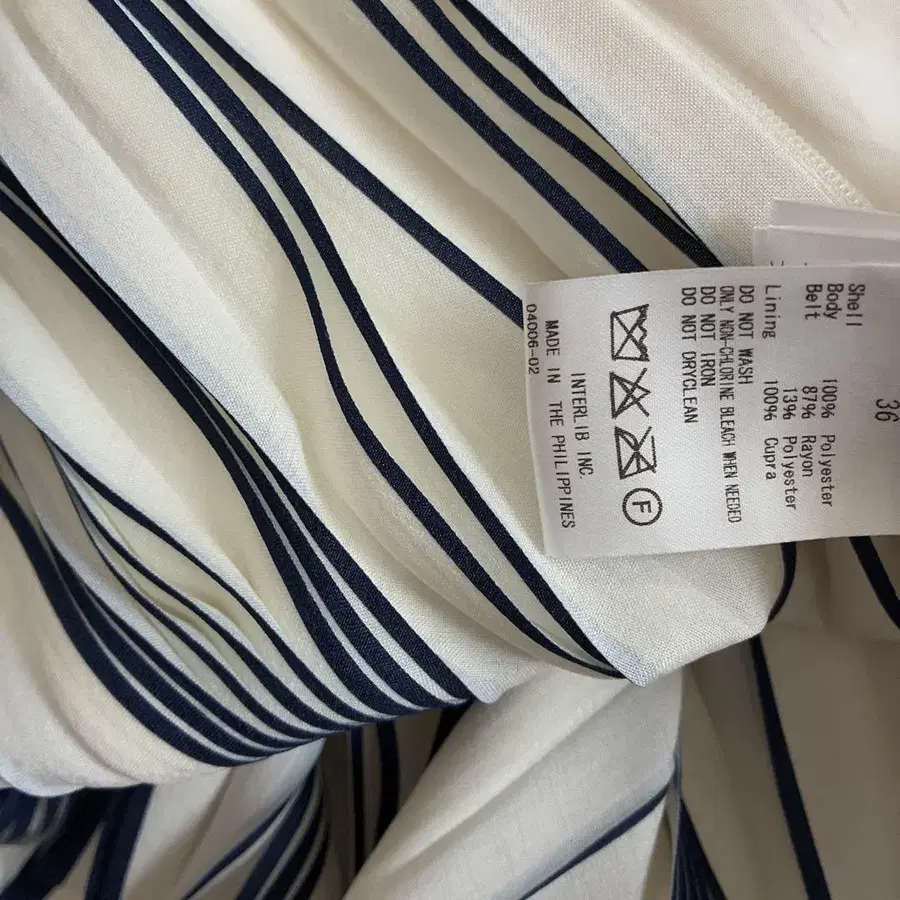 36
Shell
Body 100% Polyester
Belt 87% Rayon
13% Polyester
Lining 100% Cupra
DO NOT WASH
ONLY NON-CHLORINE BLEACH WHEN NEEDED
DO NOT IRON
DO NOT DRYCLEAN
F
INTERLIB INC.
MADE IN THE PHILIPPINES
04006-02